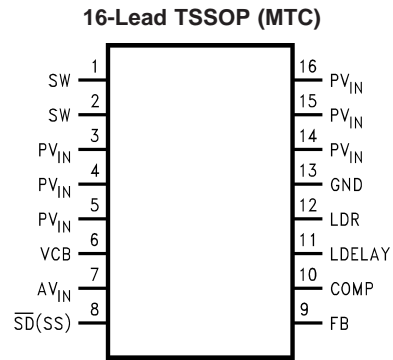 16-Lead TSSOP (MTC)
1 SW
2 SW
3 PVIN
4 PVIN
5 PVIN
6 VCB
7 AVIN
8 S̅D̅(SS)
16 PVIN
15 PVIN
14 PVIN
13 GND
12 LDR
11 LDELAY
10 COMP
9 FB